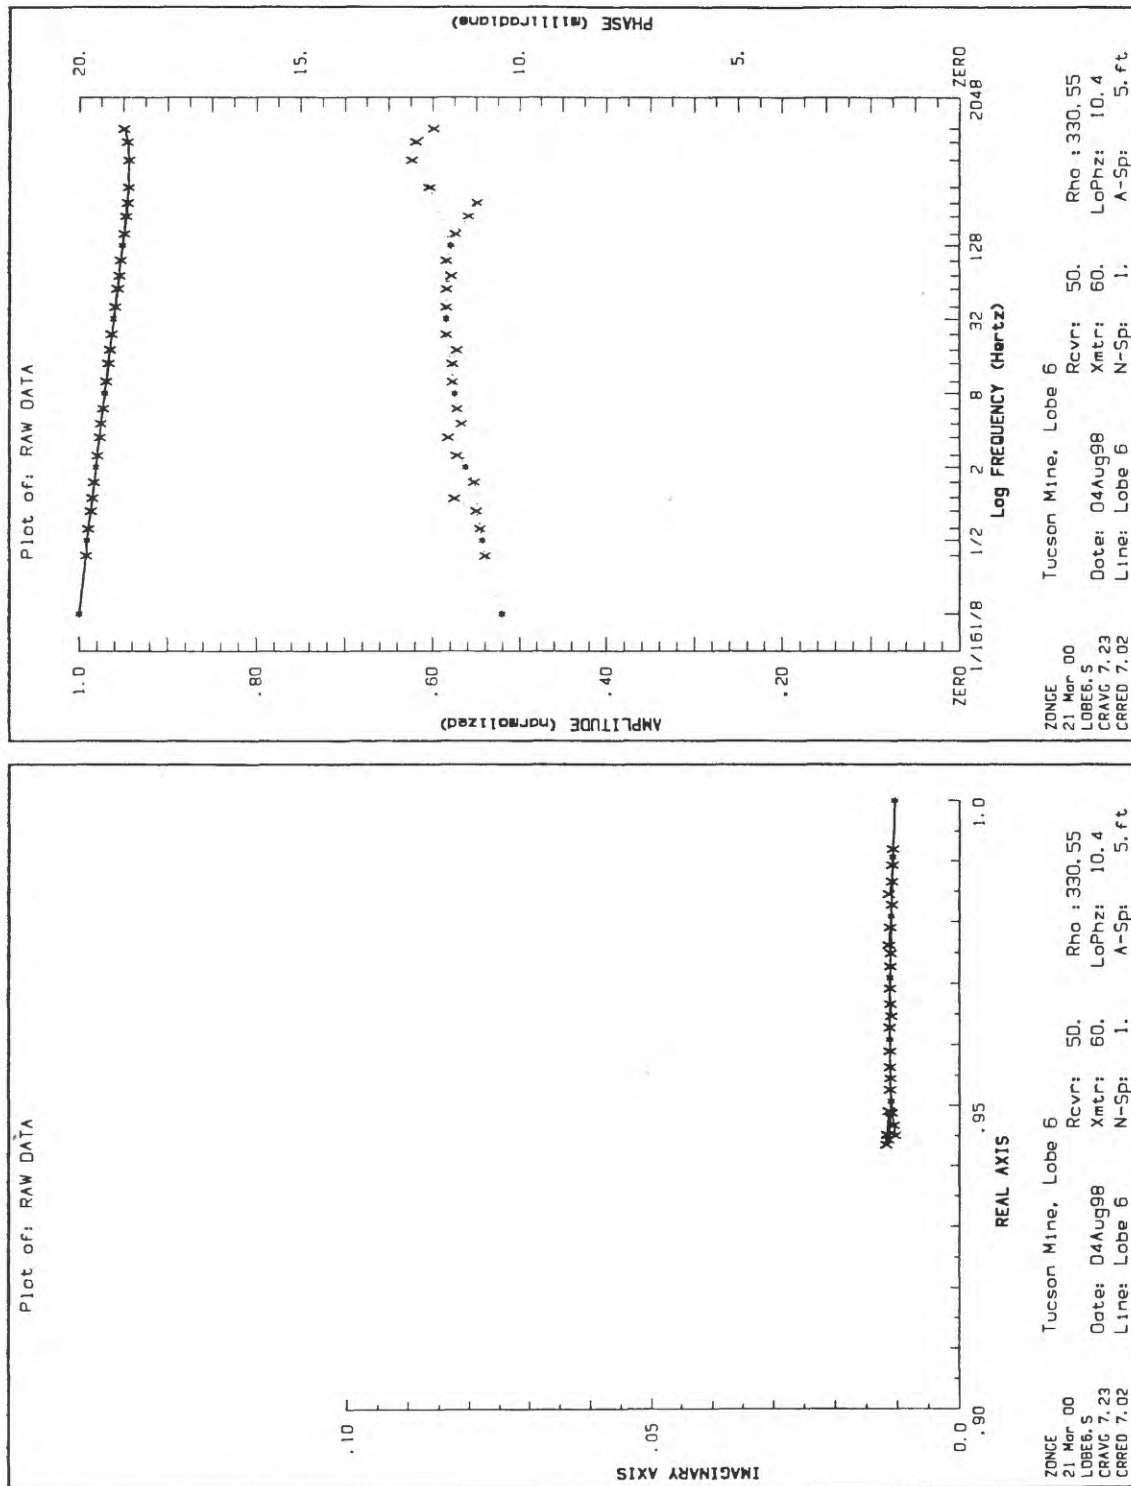 Plot of: RAW DATA
AMPLITUDE (normalized)
1.0
.80
.60
.40
.20
ZERO
PHASE (milliradians)
20.
15.
10.
5.
ZERO
1/16 1/8 1/2 2 8 32 128 2048
Log FREQUENCY (Hertz)
ZONGE
21 Mar 00
LOBE6.S
CRAVG 7.23
CRRED 7.02
Tucson Mine, Lobe 6
Rcvr: 50. Rho : 330.55
Date: 04Aug98 Xmtr: 60. LoPhz: 10.4
Line: Lobe 6 N-Sp: 1. A-Sp: 5.ft
Plot of: RAW DATA
IMAGINARY AXIS
.10
.05
0.0
.90 .95 1.0
REAL AXIS
ZONGE
21 Mar 00
LOBE6.S
CRAVG 7.23
CRRED 7.02
Tucson Mine, Lobe 6
Rcvr: 50. Rho : 330.55
Date: 04Aug98 Xmtr: 60. LoPhz: 10.4
Line: Lobe 6 N-Sp: 1. A-Sp: 5.ft